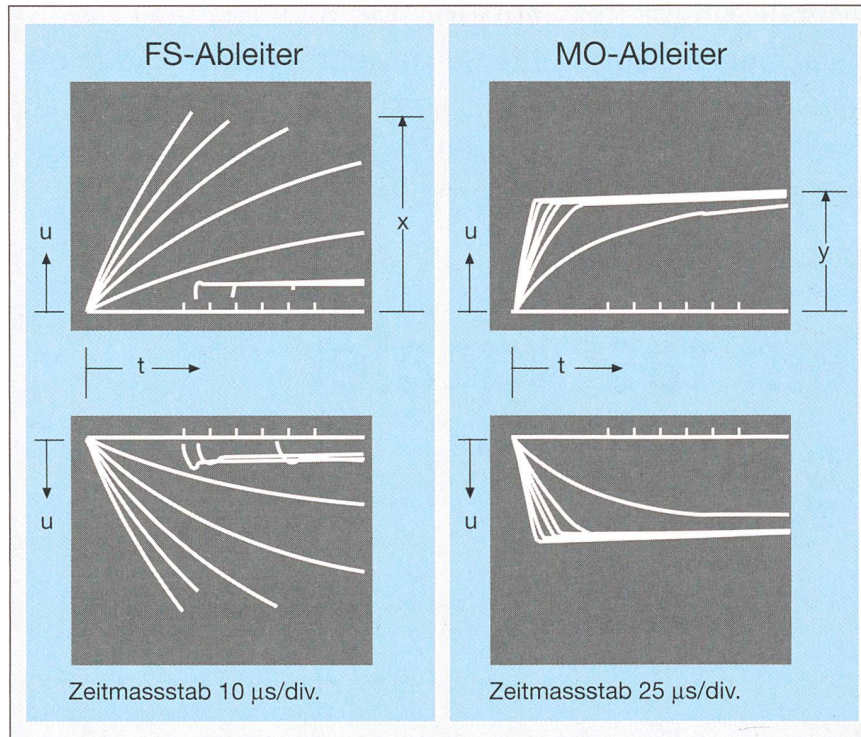 FS-Ableiter
MO-Ableiter
u
x
u
y
t
t
u
u
Zeitmassstab 10 μs/div.
Zeitmassstab 25 μs/div.